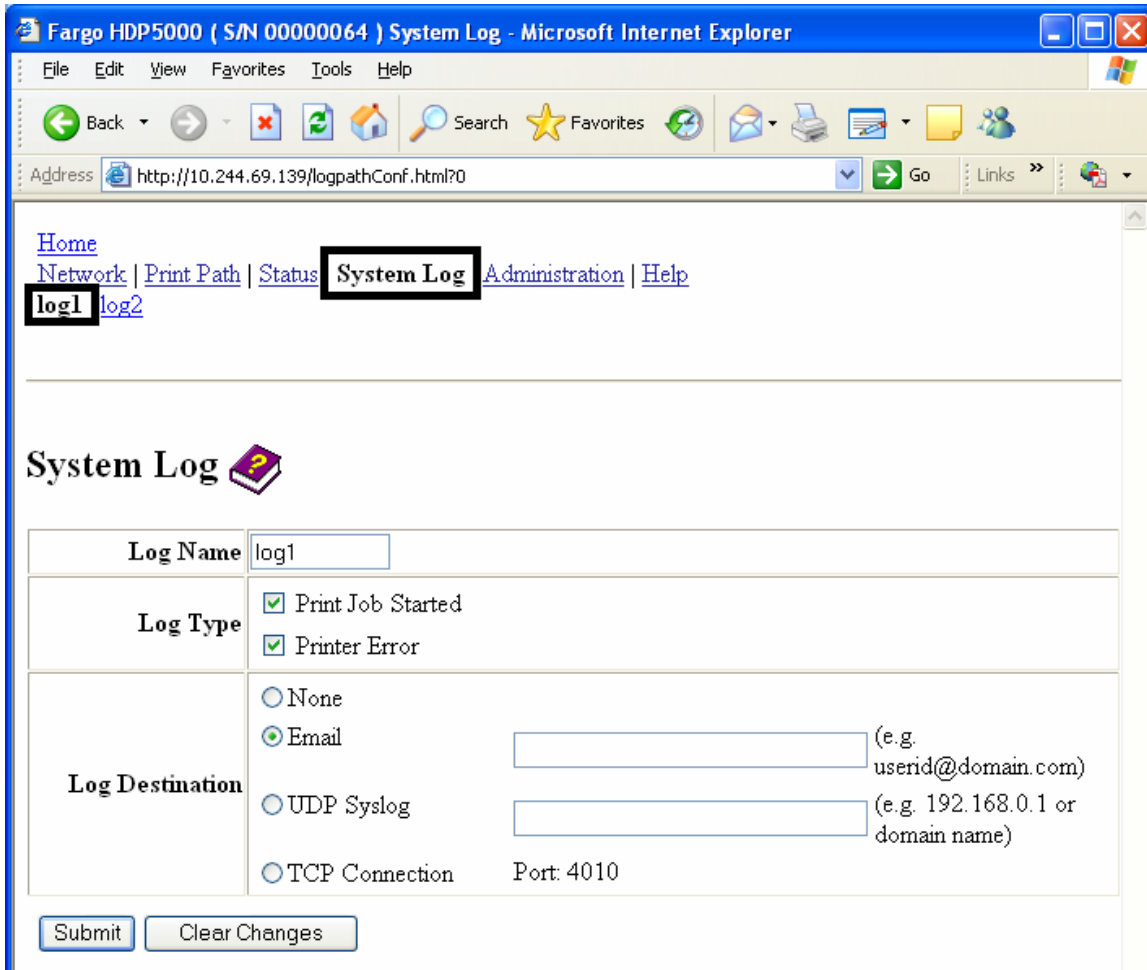 Fargo HDP5000 ( S/N 00000064 ) System Log - Microsoft Internet Explorer
File Edit View Favorites Tools Help
Back Search Favorites
Address http://10.244.69.139/logpathConf.html?0 Go Links »
Home
Network | Print Path | Status System Log Administration | Help
log1 log2
System Log
Log Name log1
Log Type Print Job Started
Printer Error
Log Destination
None
Email (e.g. userid@domain.com)
UDP Syslog (e.g. 192.168.0.1 or domain name)
TCP Connection Port: 4010
Submit Clear Changes